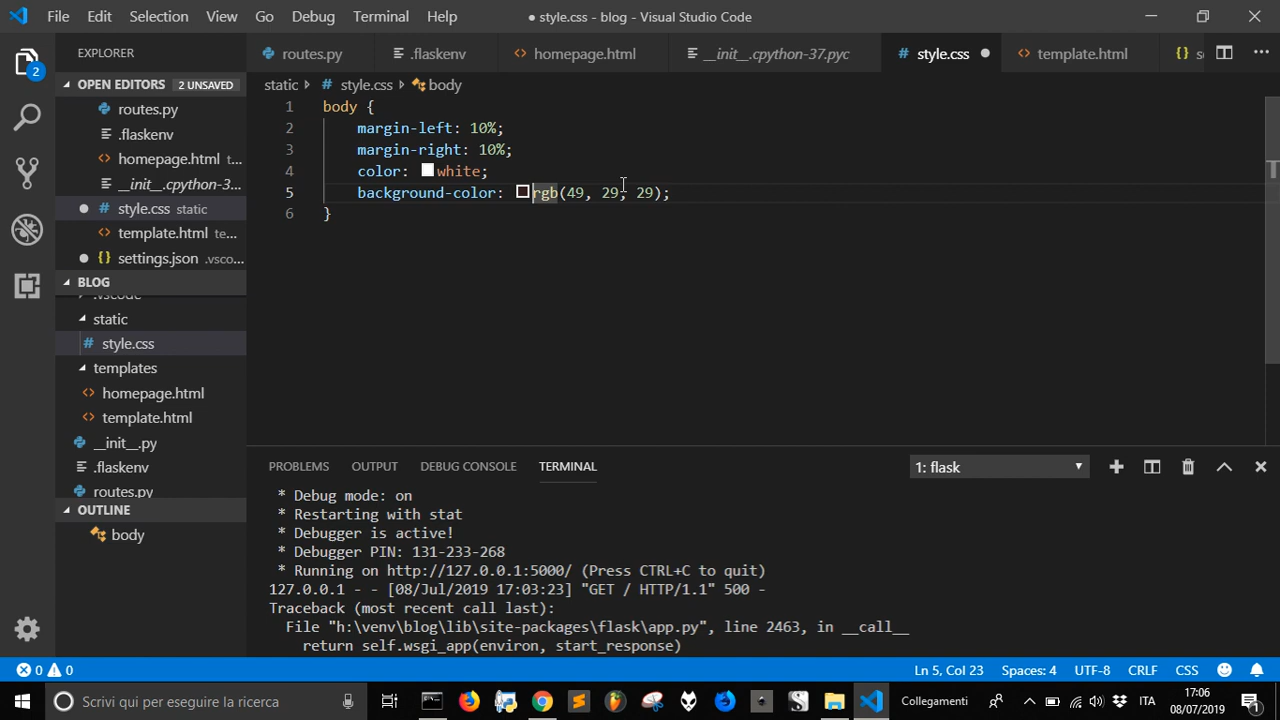 File Edit Selection View Go Debug Terminal Help ● style.css - blog - Visual Studio Code
EXPLORER
routes.py .flaskenv homepage.html __init__.cpython-37.pyc style.css template.html
OPEN EDITORS 2 UNSAVED
2
static > style.css > body
routes.py
.flaskenv
homepage.html te...
__init__.cpython-3...
style.css static
template.html te...
settings.json .vsco...
1 body {
2 margin-left: 10%;
3 margin-right: 10%;
4 color: white;
5 background-color: rgb(49, 29, 29);
6 }
BLOG
.vscode
static
style.css
templates
homepage.html
template.html
__init__.py
.flaskenv
routes.py
OUTLINE
body
PROBLEMS OUTPUT DEBUG CONSOLE TERMINAL 1: flask
* Debug mode: on
* Restarting with stat
* Debugger is active!
* Debugger PIN: 131-233-268
* Running on http://127.0.0.1:5000/ (Press CTRL+C to quit)
127.0.0.1 - - [08/Jul/2019 17:03:23] "GET / HTTP/1.1" 500 -
Traceback (most recent call last):
File "h:\venv\blog\lib\site-packages\flask\app.py", line 2463, in __call__
return self.wsgi_app(environ, start_response)
0 0 Ln 5, Col 23 Spaces: 4 UTF-8 CRLF CSS
Scrivi qui per eseguire la ricerca Collegamenti ITA 17:06
08/07/2019 1